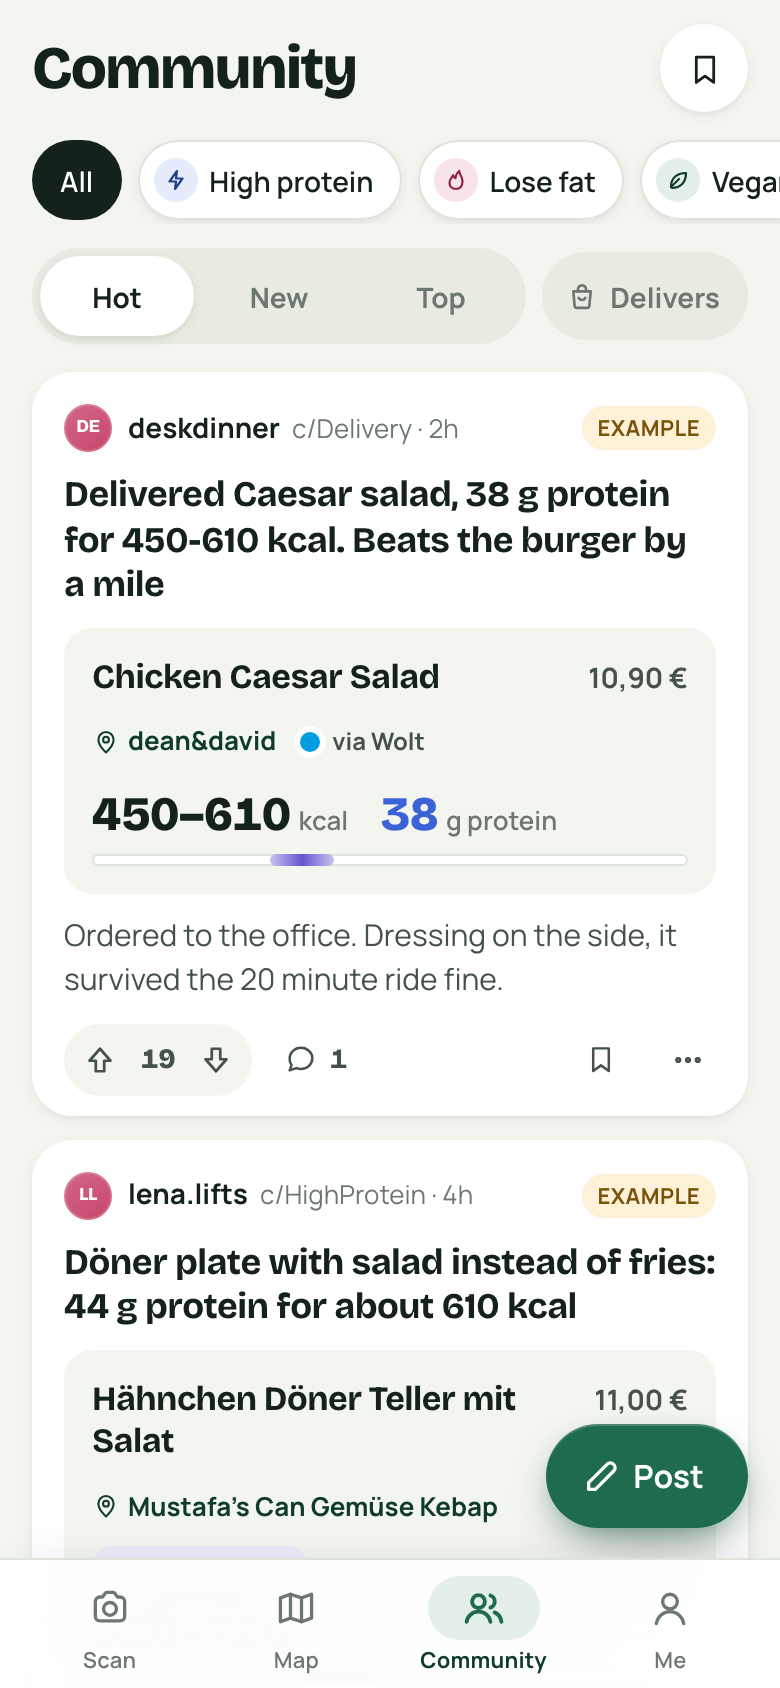 Community
All
High protein
Lose fat
Hot
New
Top
Delivers
DE
deskdinner c/Delivery · 2h
EXAMPLE
Delivered Caesar salad, 38 g protein
for 450-610 kcal. Beats the burger by
a mile
Chicken Caesar Salad
10,90 €
dean&david
via Wolt
450–610 kcal
38 g protein
Ordered to the office. Dressing on the side, it
survived the 20 minute ride fine.
19
1
LL
lena.lifts c/HighProtein · 4h
EXAMPLE
Döner plate with salad instead of fries:
44 g protein for about 610 kcal
Hähnchen Döner Teller mit
Salat
11,00 €
Mustafa's Can Gemüse Kebap
Post
Scan
Map
Community
Me